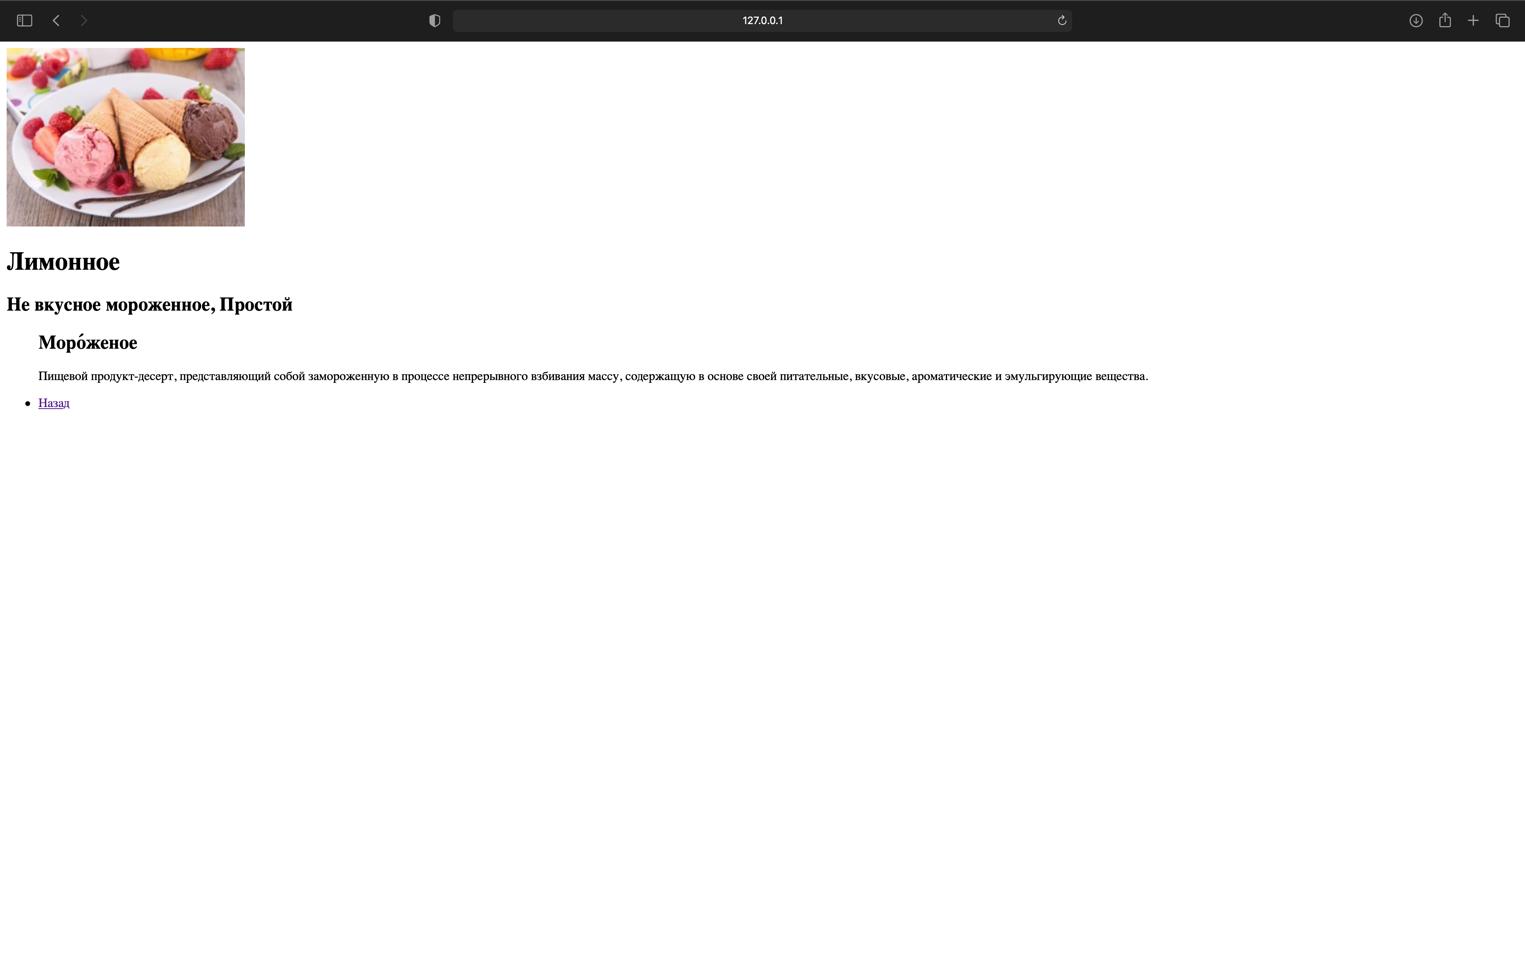 127.0.0.1
Лимонное
Не вкусное мороженное, Простой
Моро́женое
Пищевой продукт-десерт, представляющий собой замороженную в процессе непрерывного взбивания массу, содержащую в основе своей питательные, вкусовые, ароматические и эмульгирующие вещества.
Назад